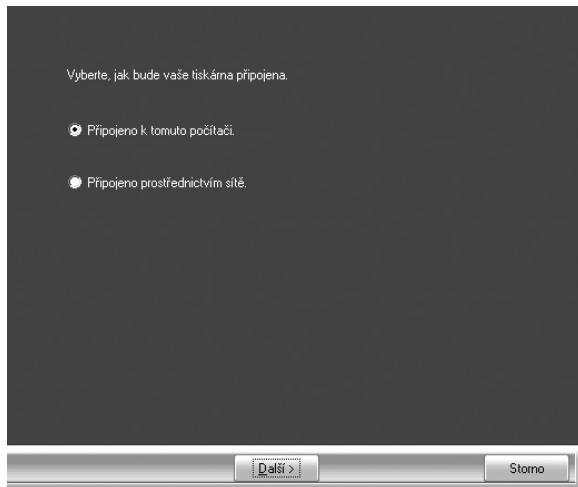 Vyberte, jak bude vaše tiskárna připojena.
Připojeno k tomuto počítači.
Připojeno prostřednictvím sítě.
Další >
Storno